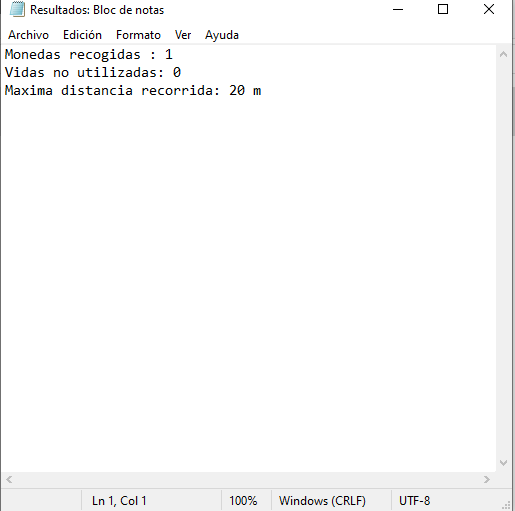 Resultados: Bloc de notas
Archivo Edición Formato Ver Ayuda
Monedas recogidas : 1
Vidas no utilizadas: 0
Maxima distancia recorrida: 20 m
Ln 1, Col 1 100% Windows (CRLF) UTF-8